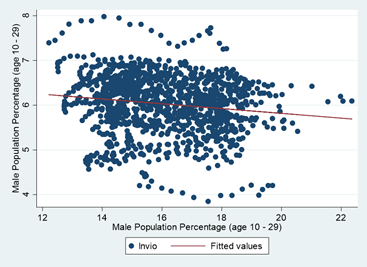 Male Population Percentage (age 10 - 29)
8
7
6
5
4
12 14 16 18 20 22
Male Population Percentage (age 10 - 29)
Invio Fitted values